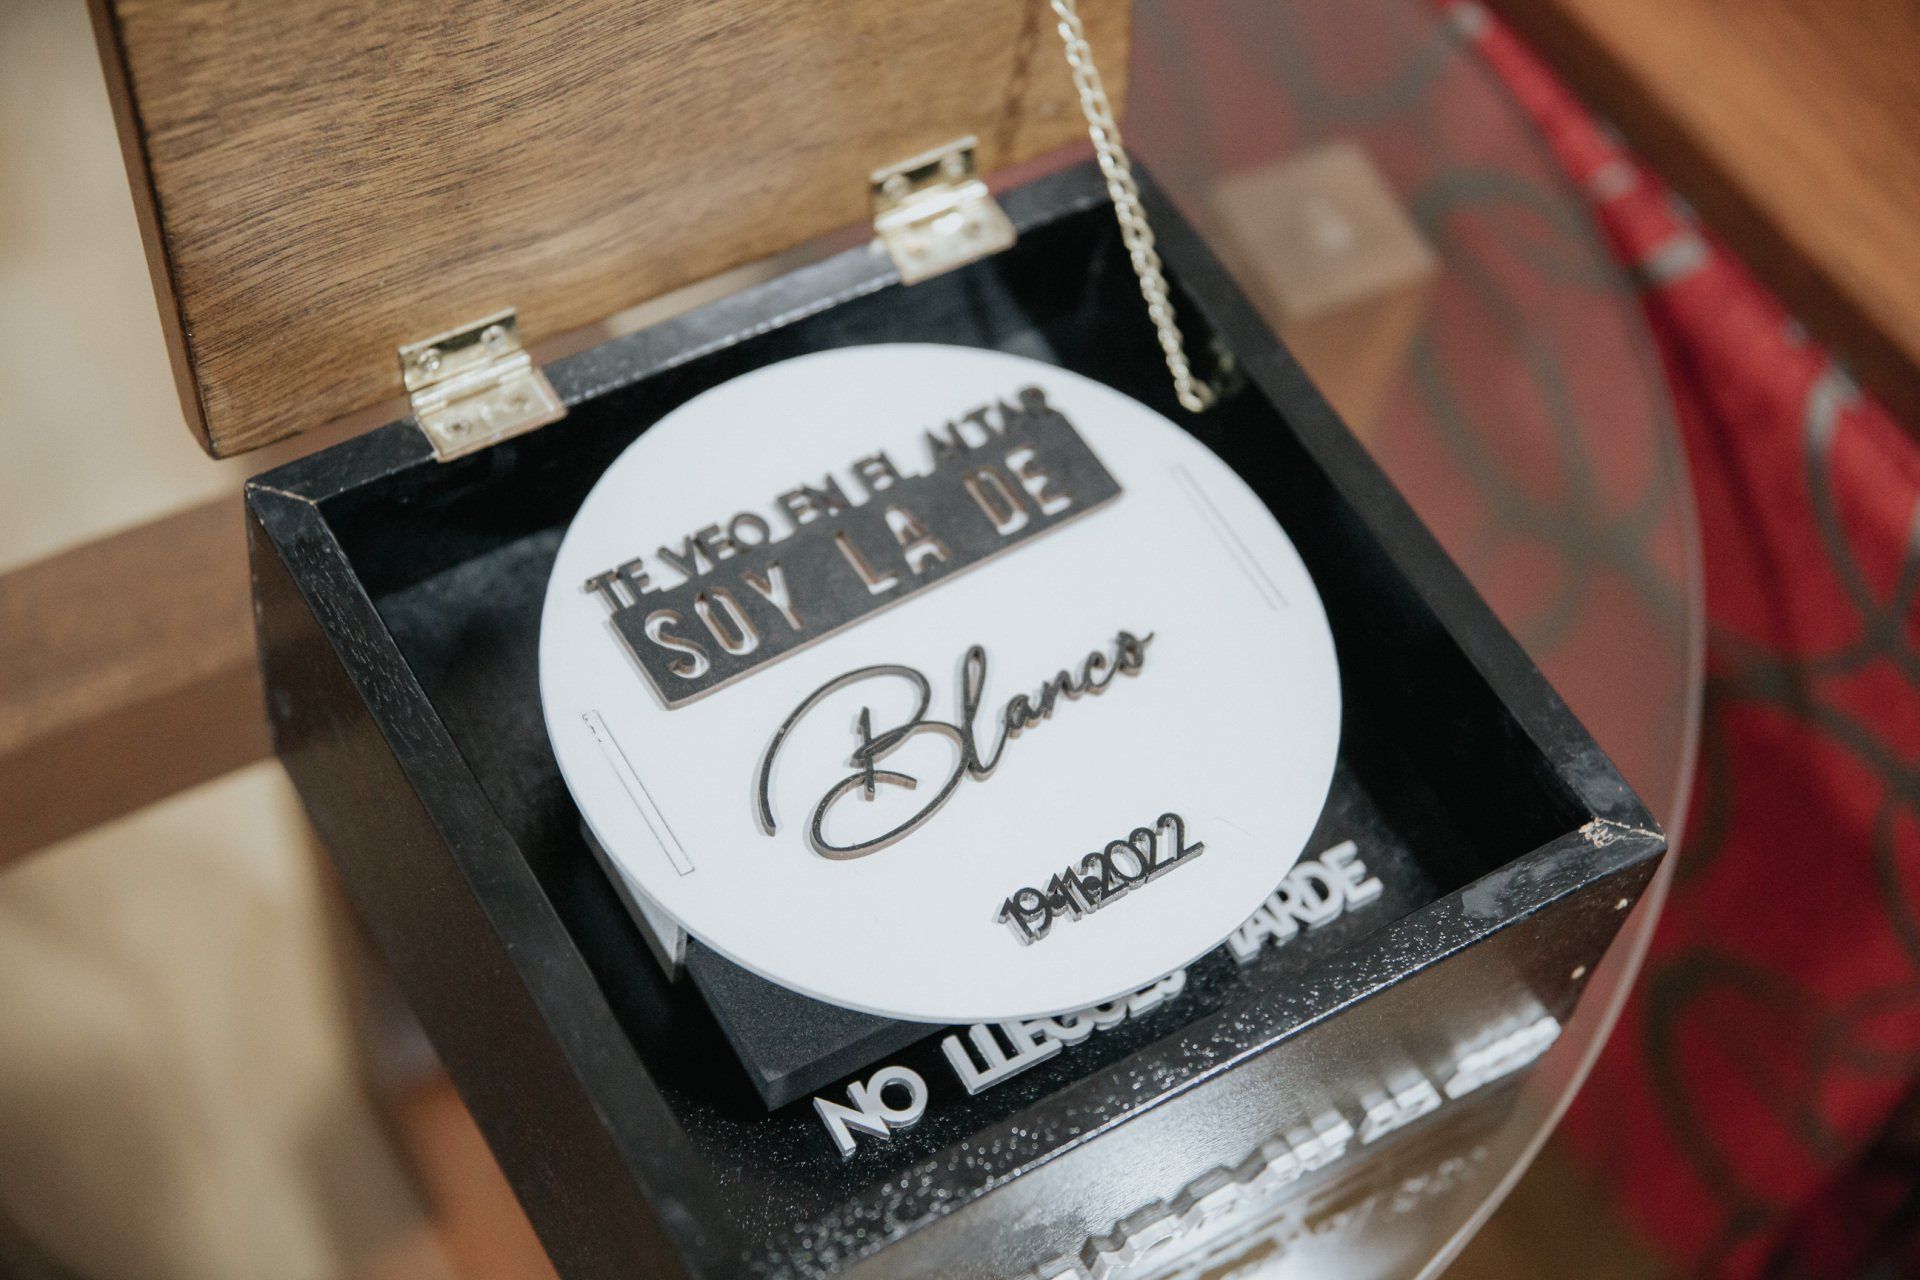 TE VEO EN EL ALTAR
SOY LA DE
Blanco
19·11·2022
NO LLEGUES TARDE